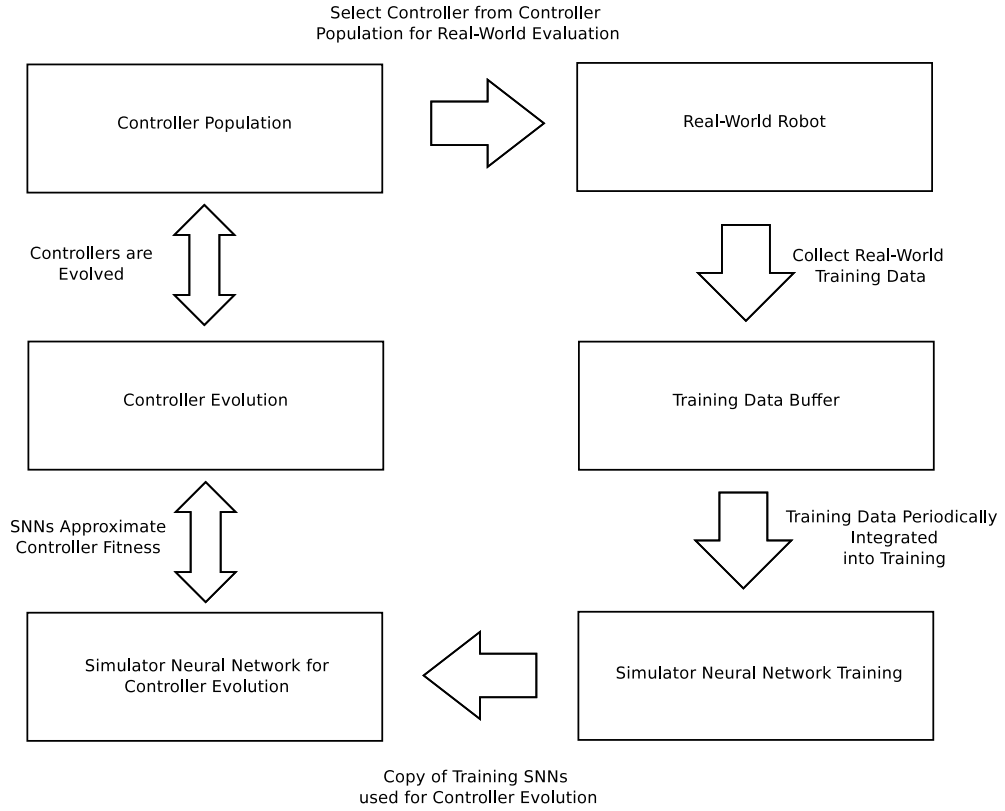 Select Controller from Controller
Population for Real-World Evaluation
Controller Population
Real-World Robot
Controllers are
Evolved
Collect Real-World
Training Data
Controller Evolution
Training Data Buffer
SNNs Approximate
Controller Fitness
Training Data Periodically
Integrated
into Training
Simulator Neural Network for
Controller Evolution
Simulator Neural Network Training
Copy of Training SNNs
used for Controller Evolution